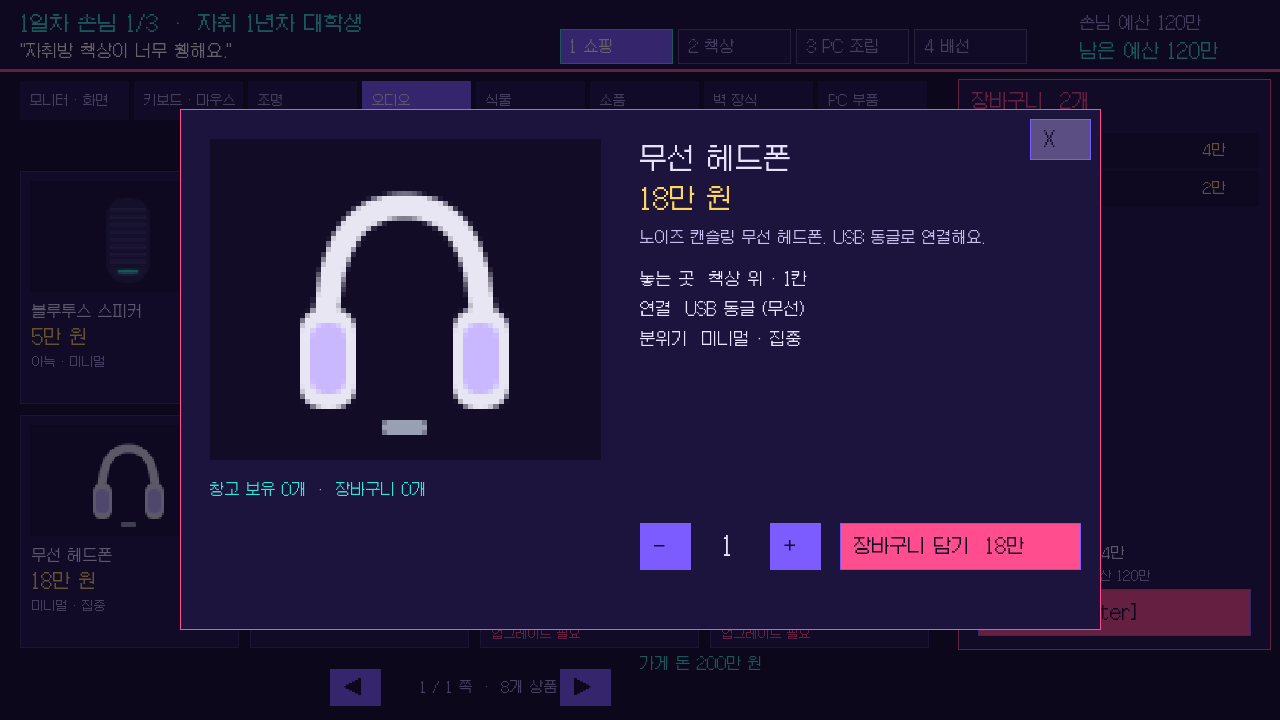 1일차 손님 1/3 · 자취 1년차 대학생
"자취방 책상이 너무 휑해요."
1 쇼핑
2 책상
3 PC 조립
4 배선
손님 예산 120만
남은 예산 120만
모니터 · 화면
키보드 · 마우스
조명
오디오
식물
소품
벽 장식
PC 부품
장바구니 2개
4만
2만
블루투스 스피커
5만 원
아늑 · 미니멀
무선 헤드폰
18만 원
미니멀 · 집중
X
무선 헤드폰
18만 원
노이즈 캔슬링 무선 헤드폰. USB 동글로 연결해요.
놓는 곳 책상 위 · 1칸
연결 USB 동글 (무선)
분위기 미니멀 · 집중
창고 보유 0개 · 장바구니 0개
-
1
+
장바구니 담기 18만
4만
산 120만
ter]
업그레이드 필요
업그레이드 필요
가게 돈 200만 원
◀
1 / 1 쪽 · 8개 상품
▶